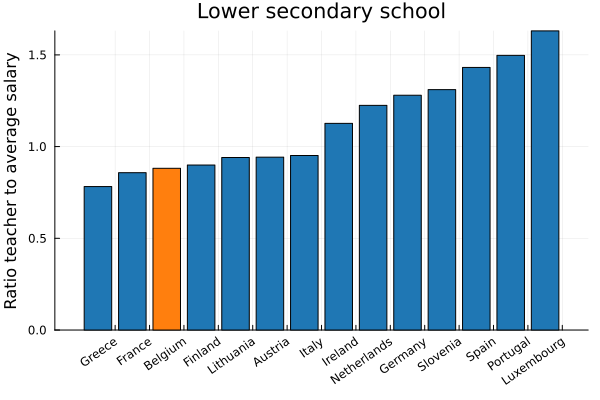 Lower secondary school
Ratio teacher to average salary
1.5
1.0
0.5
0.0
Greece
France
Belgium
Finland
Lithuania
Austria
Italy
Ireland
Netherlands
Germany
Slovenia
Spain
Portugal
Luxembourg